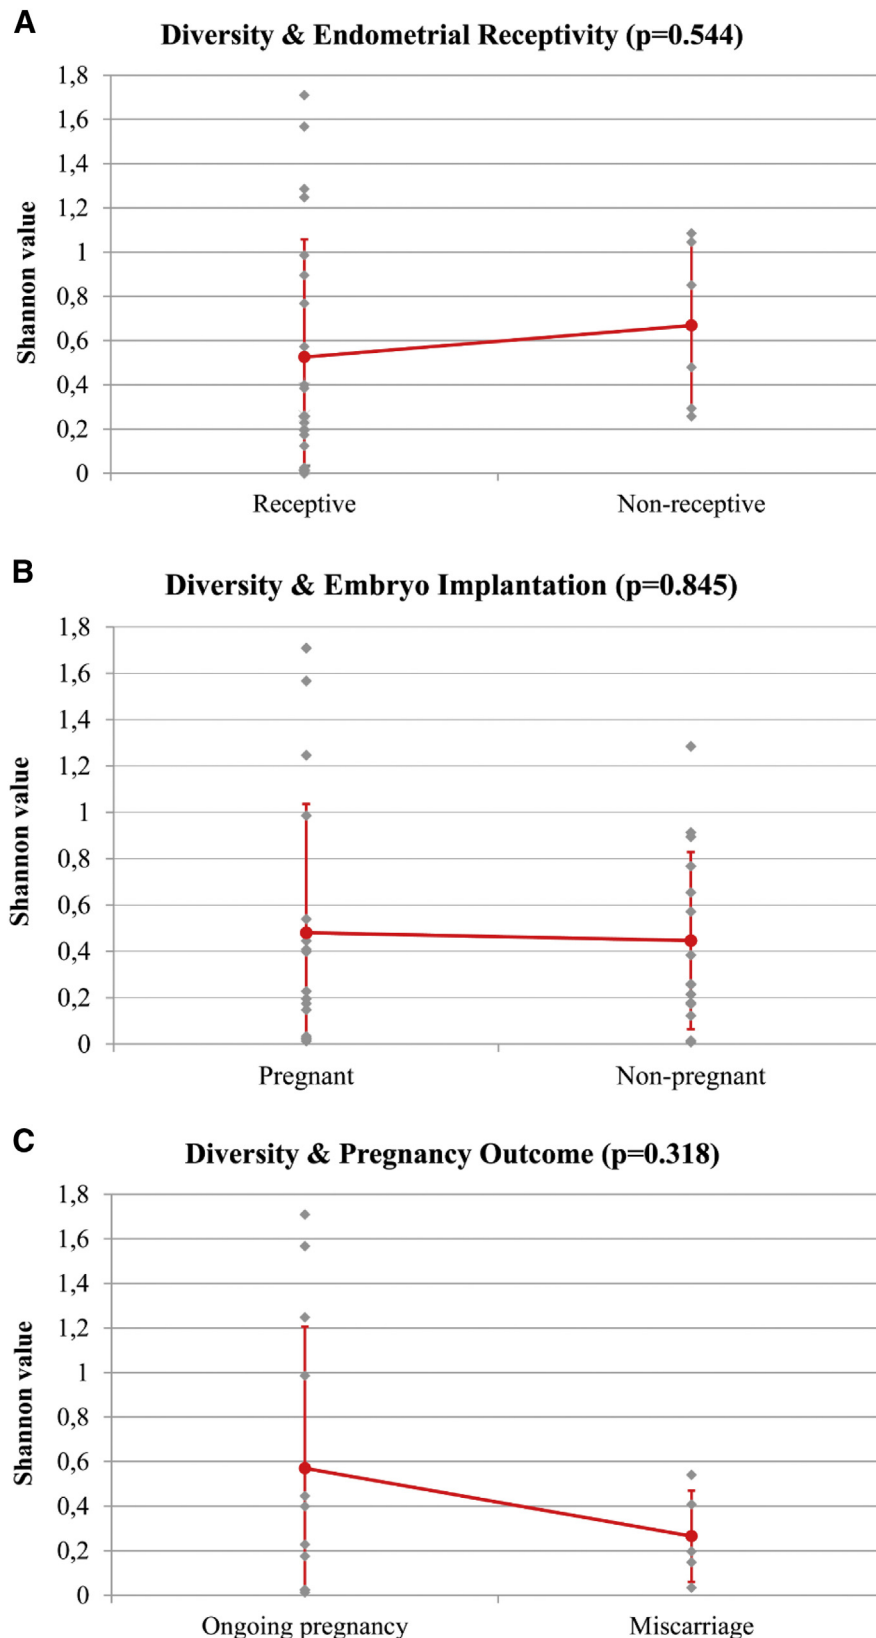 A
Diversity & Endometrial Receptivity (p=0.544)
1,8
1,6
1,4
1,2
1
0,8
0,6
0,4
0,2
0
Shannon value
Receptive Non-receptive
B
Diversity & Embryo Implantation (p=0.845)
1,8
1,6
1,4
1,2
1
0,8
0,6
0,4
0,2
0
Shannon value
Pregnant Non-pregnant
C
Diversity & Pregnancy Outcome (p=0.318)
1,8
1,6
1,4
1,2
1
0,8
0,6
0,4
0,2
0
Shannon value
Ongoing pregnancy Miscarriage